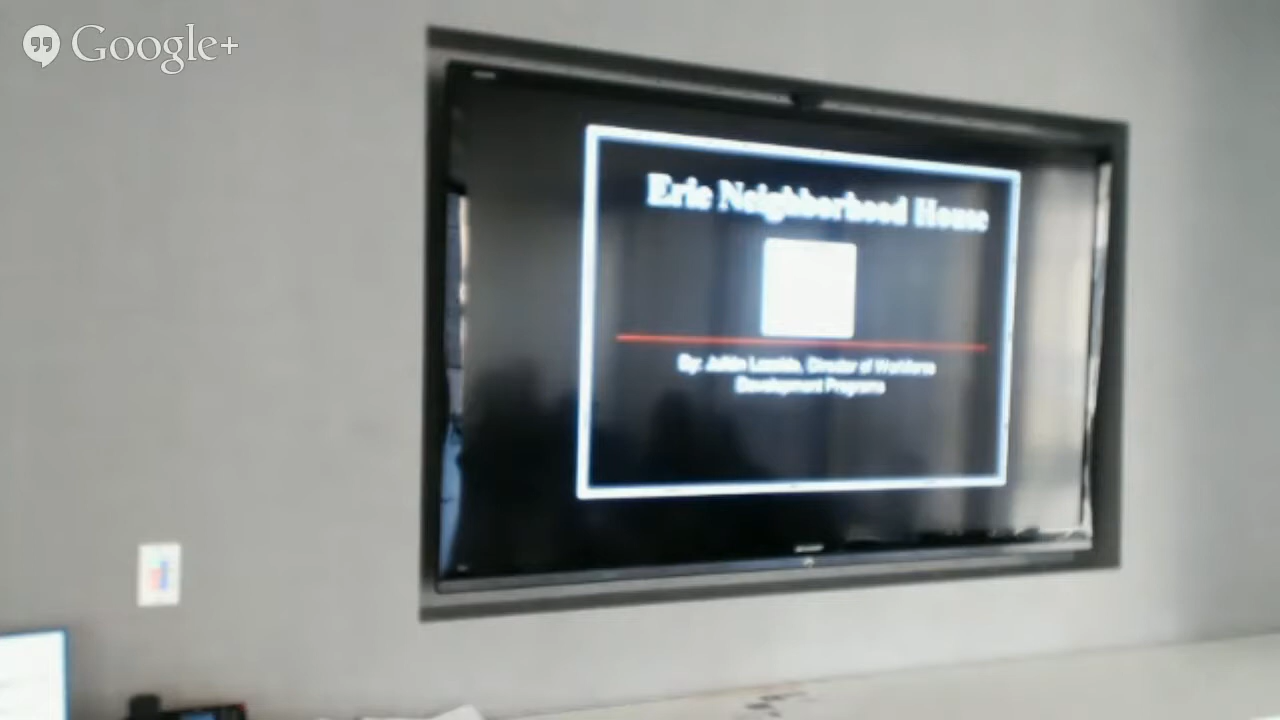 Google+
Erie Neighborhood House
By: Director of Workforce
Development Programs